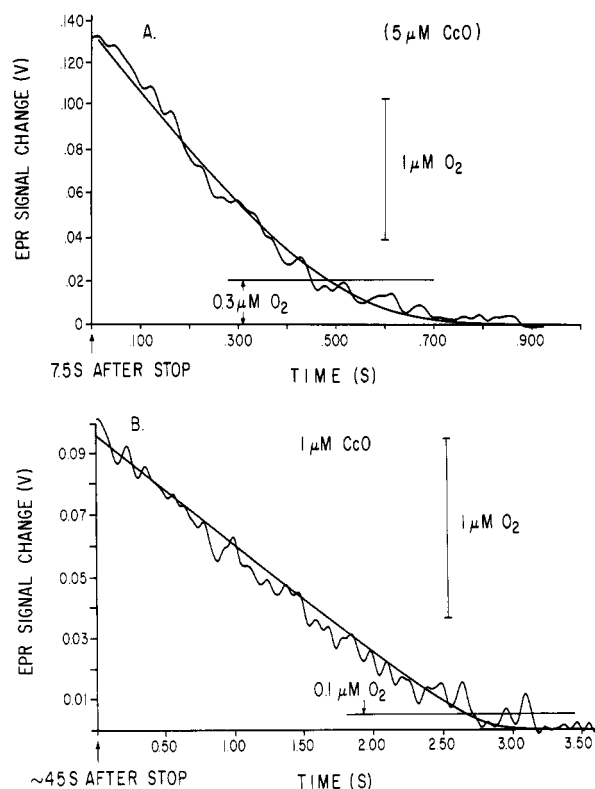 A.
(5 μM CcO)
EPR SIGNAL CHANGE (V)
.140
.120
.100
.080
.060
.04
.02
0
1 μM O2
0.3 μM O2
.100
.300
.500
.700
.900
7.5S AFTER STOP
TIME (S)
B.
1 μM CcO
EPR SIGNAL CHANGE (V)
0.09
0.07
0.05
0.03
0.01
1 μM O2
0.1 μM O2
0.50
1.00
1.50
2.00
2.50
3.00
3.50
~45S AFTER STOP
TIME (S)